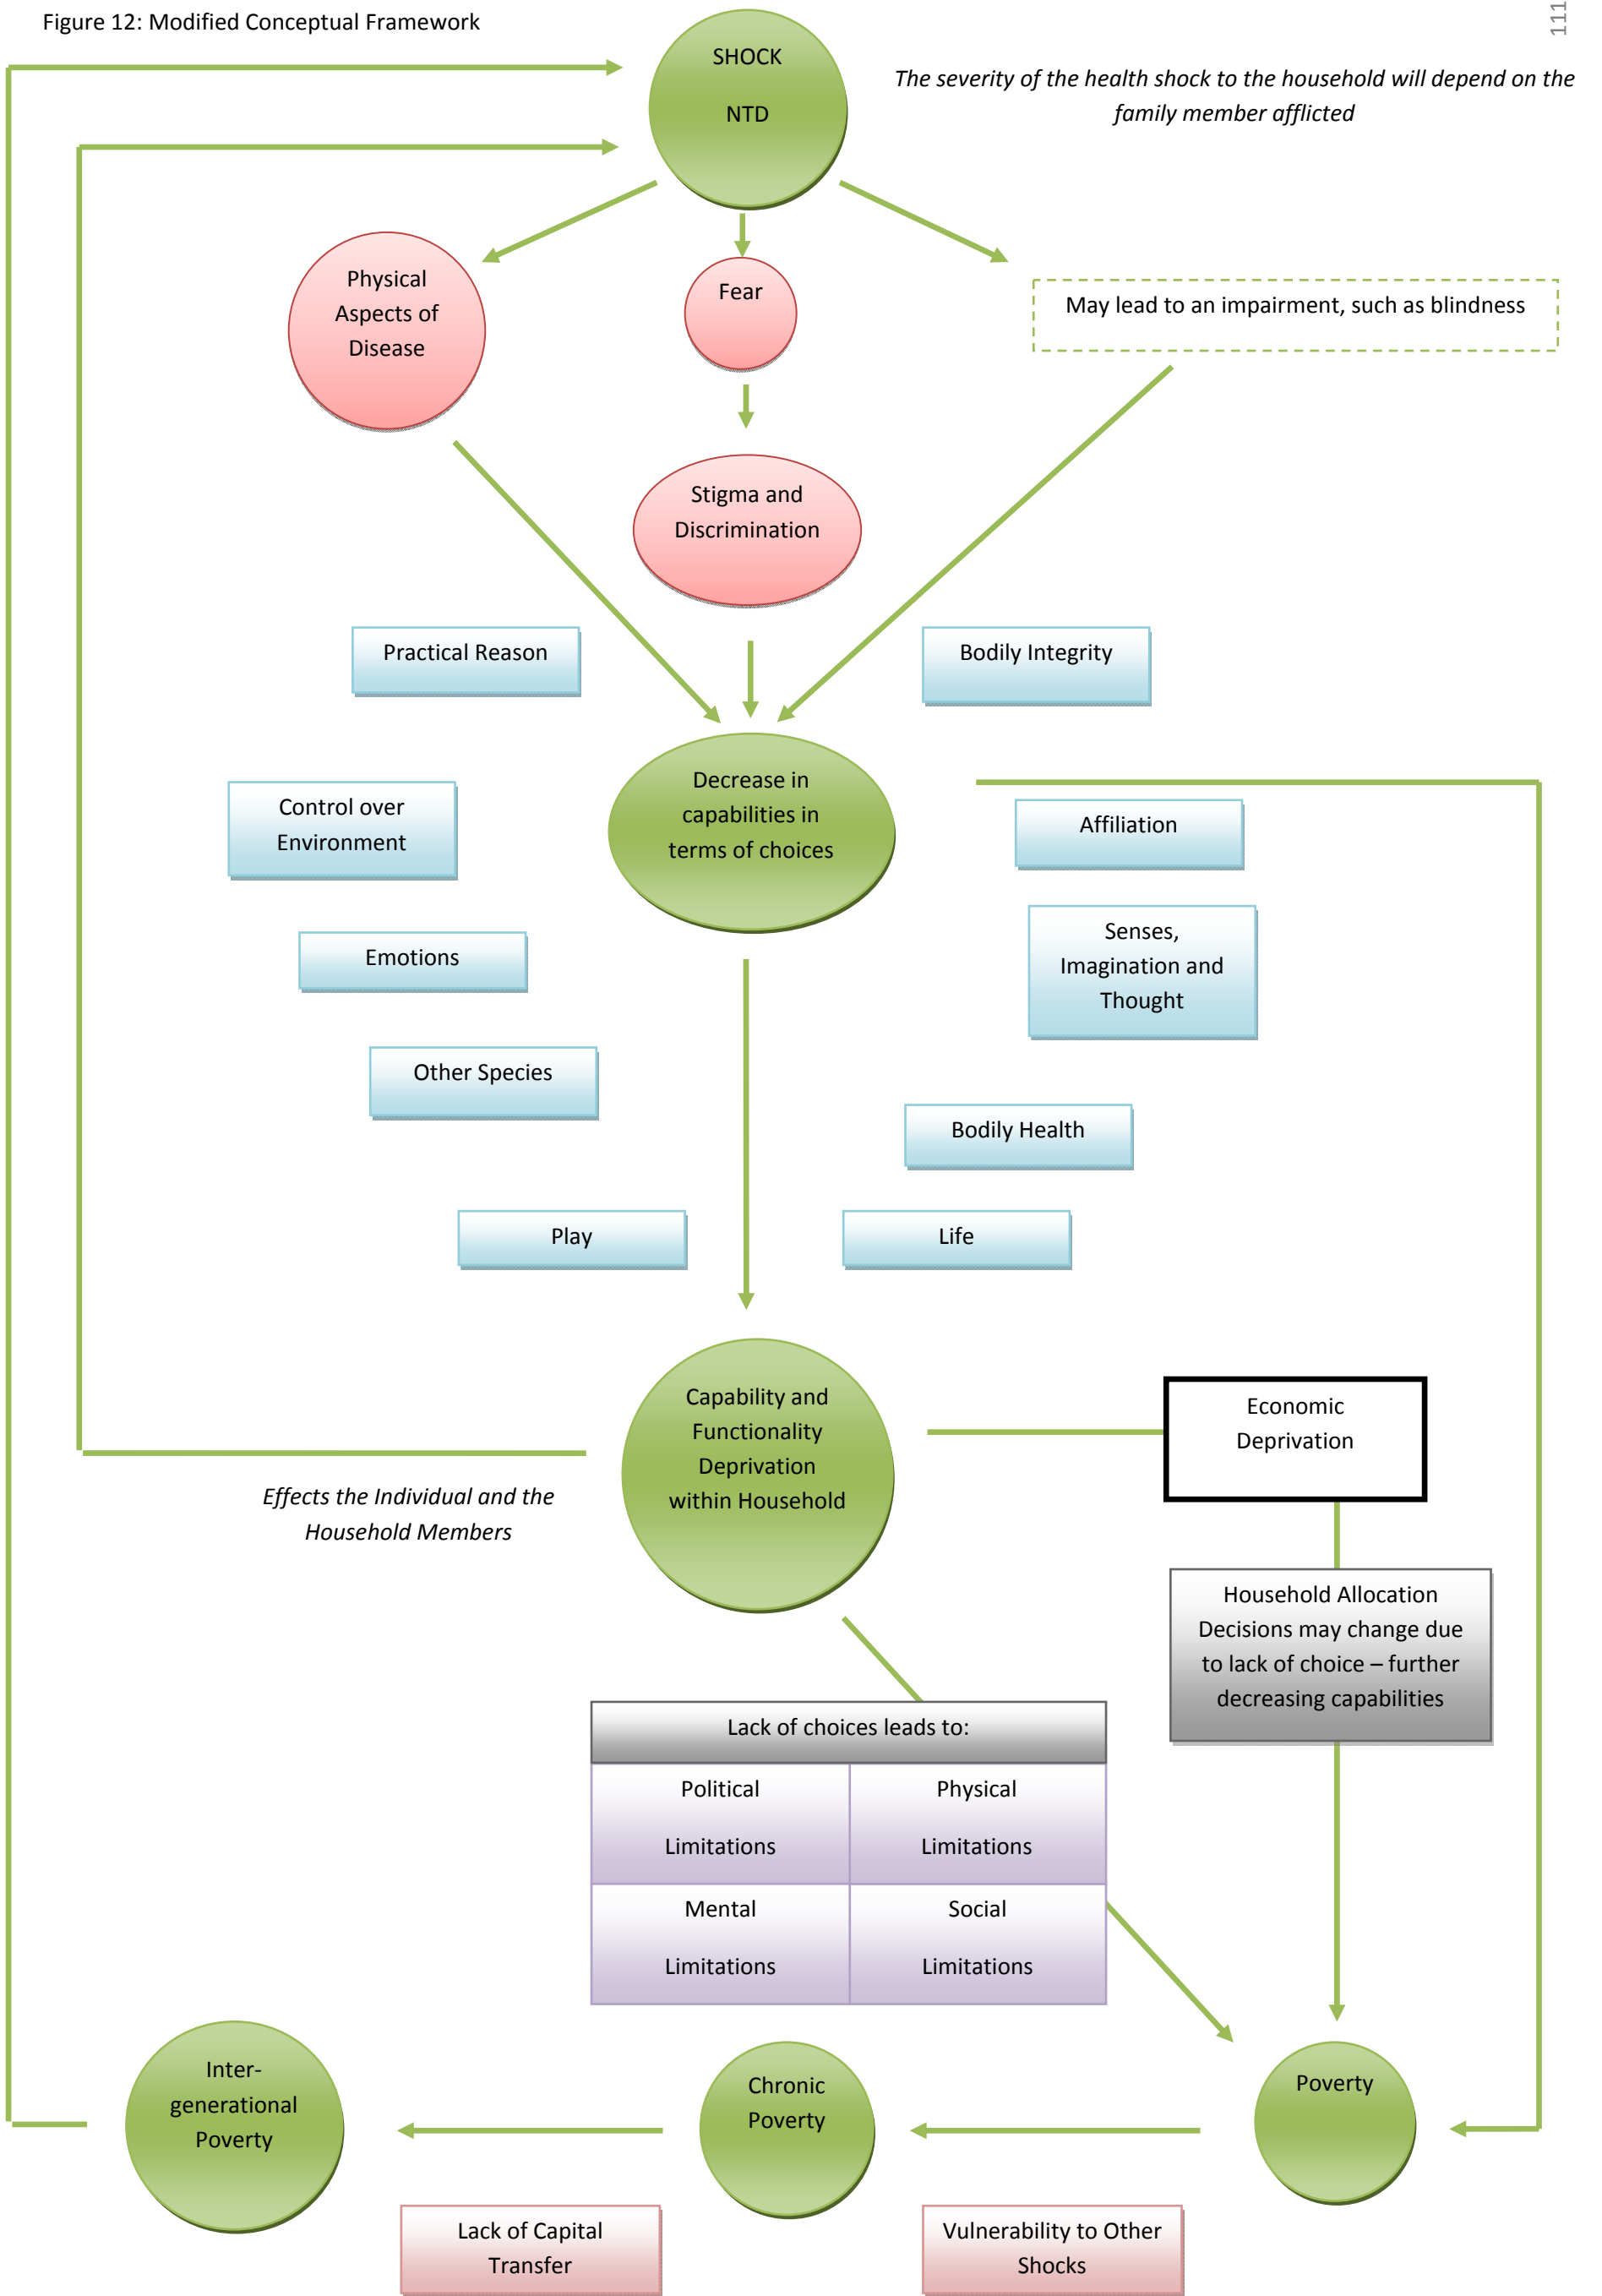 Figure 12: Modified Conceptual Framework
111
SHOCK
NTD
The severity of the health shock to the household will depend on the
family member afflicted
Physical
Aspects of
Disease
Fear
May lead to an impairment, such as blindness
Stigma and
Discrimination
Practical Reason
Bodily Integrity
Decrease in
capabilities in
terms of choices
Control over
Environment
Affiliation
Emotions
Senses,
Imagination and
Thought
Other Species
Bodily Health
Play
Life
Capability and
Functionality
Deprivation
within Household
Economic
Deprivation
Effects the Individual and the
Household Members
Household Allocation
Decisions may change due
to lack of choice – further
decreasing capabilities
Lack of choices leads to:
Political
Limitations
Physical
Limitations
Mental
Limitations
Social
Limitations
Inter-
generational
Poverty
Chronic
Poverty
Poverty
Lack of Capital
Transfer
Vulnerability to Other
Shocks